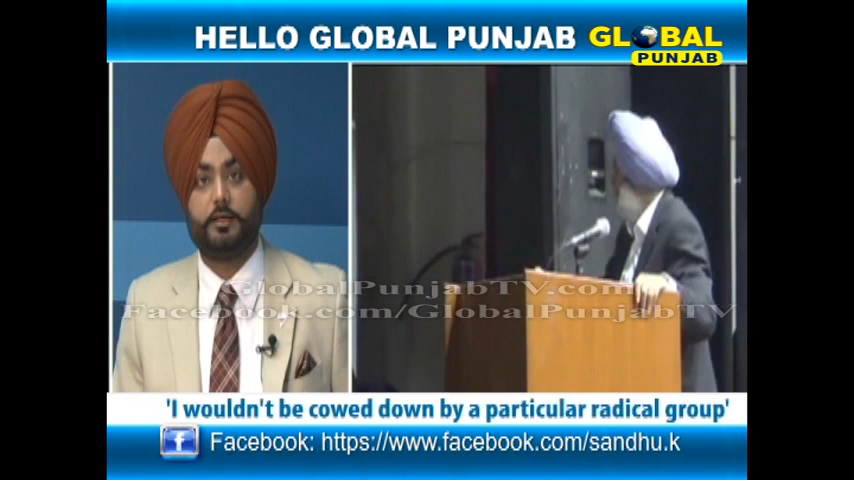 HELLO GLOBAL PUNJAB GLOBAL
PUNJAB
GlobalPunjabTV.com
Facebook.com/GlobalPunjabTV
'I wouldn't be cowed down by a particular radical group'
f Facebook: https://www.facebook.com/sandhu.k